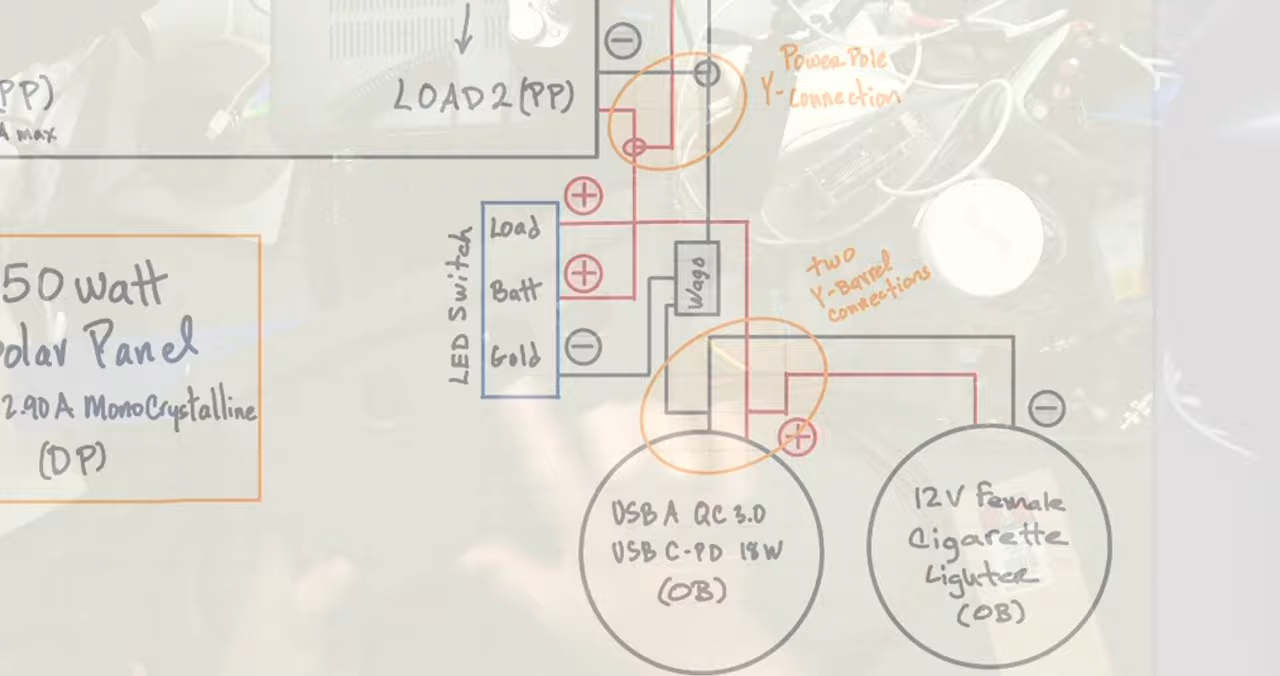 LOAD 2 (PP)
PP)
A max
Power Pole
Y-Connection
LED Switch
Load
Batt
Gold
Wago
two
Y-Barrel
connections
50 watt
olar Panel
2.90 A MonoCrystalline
(DP)
USB A QC 3.0
USB C-PD 18W
(OB)
12V Female
Cigarette
Lighter
(OB)